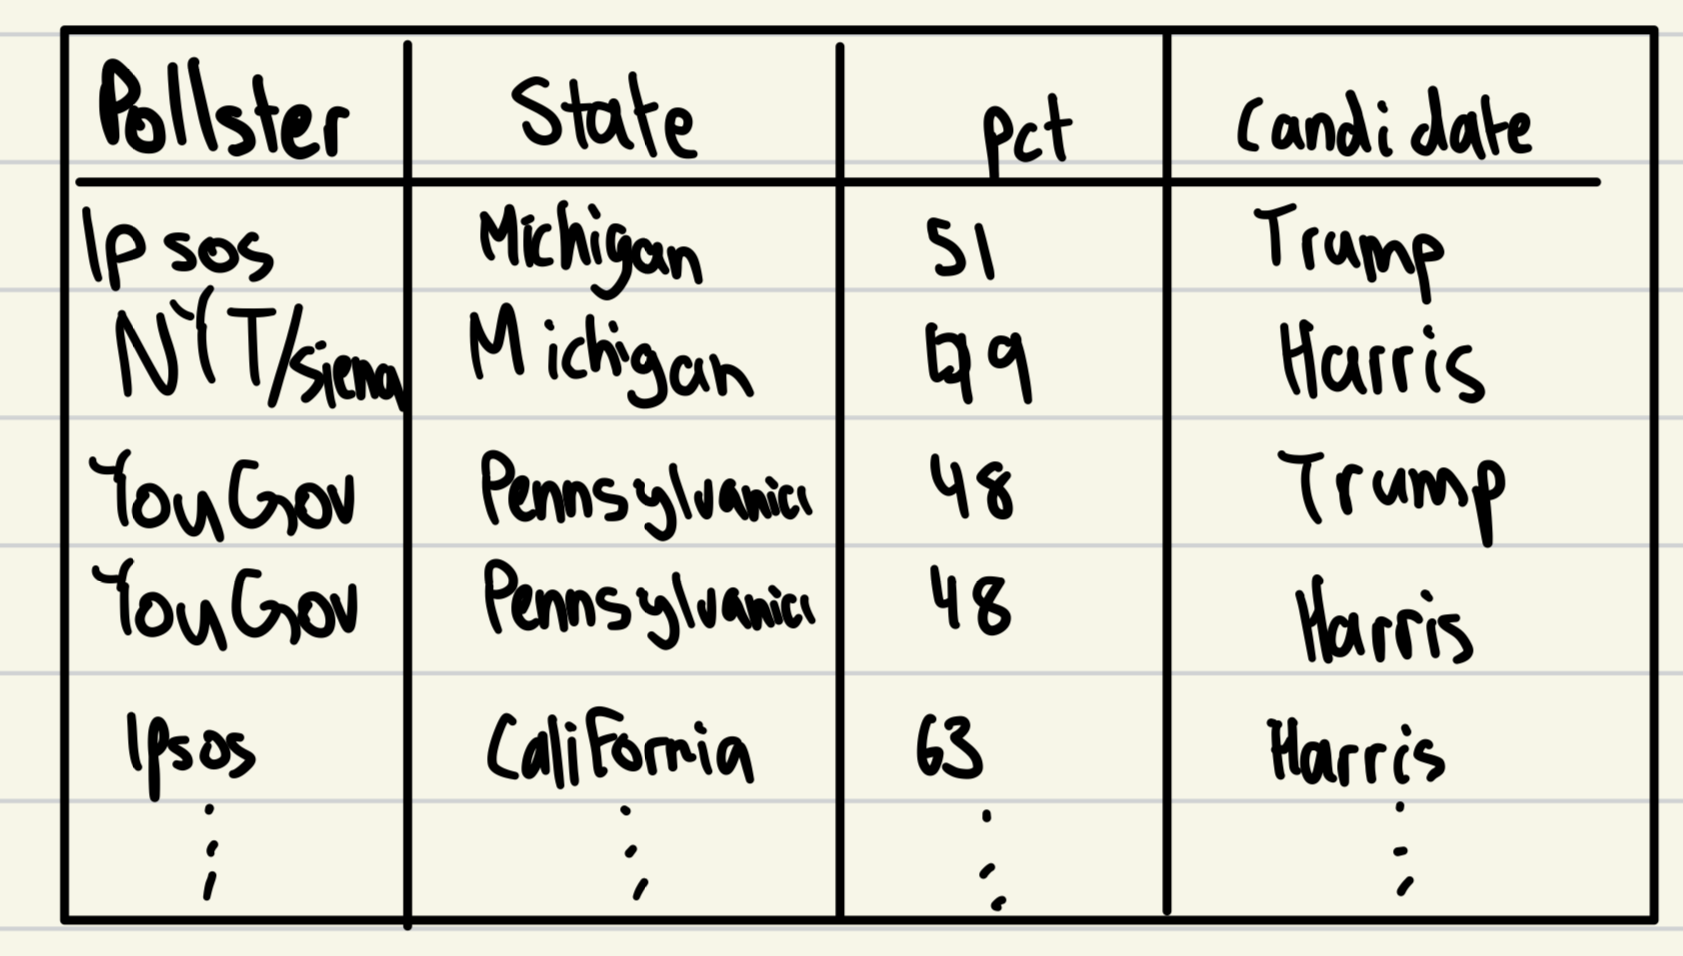 Pollster State pct Candidate
Ipsos Michigan 51 Trump
NYT/Siena Michigan 49 Harris
YouGov Pennsylvania 48 Trump
YouGov Pennsylvania 48 Harris
Ipsos California 63 Harris